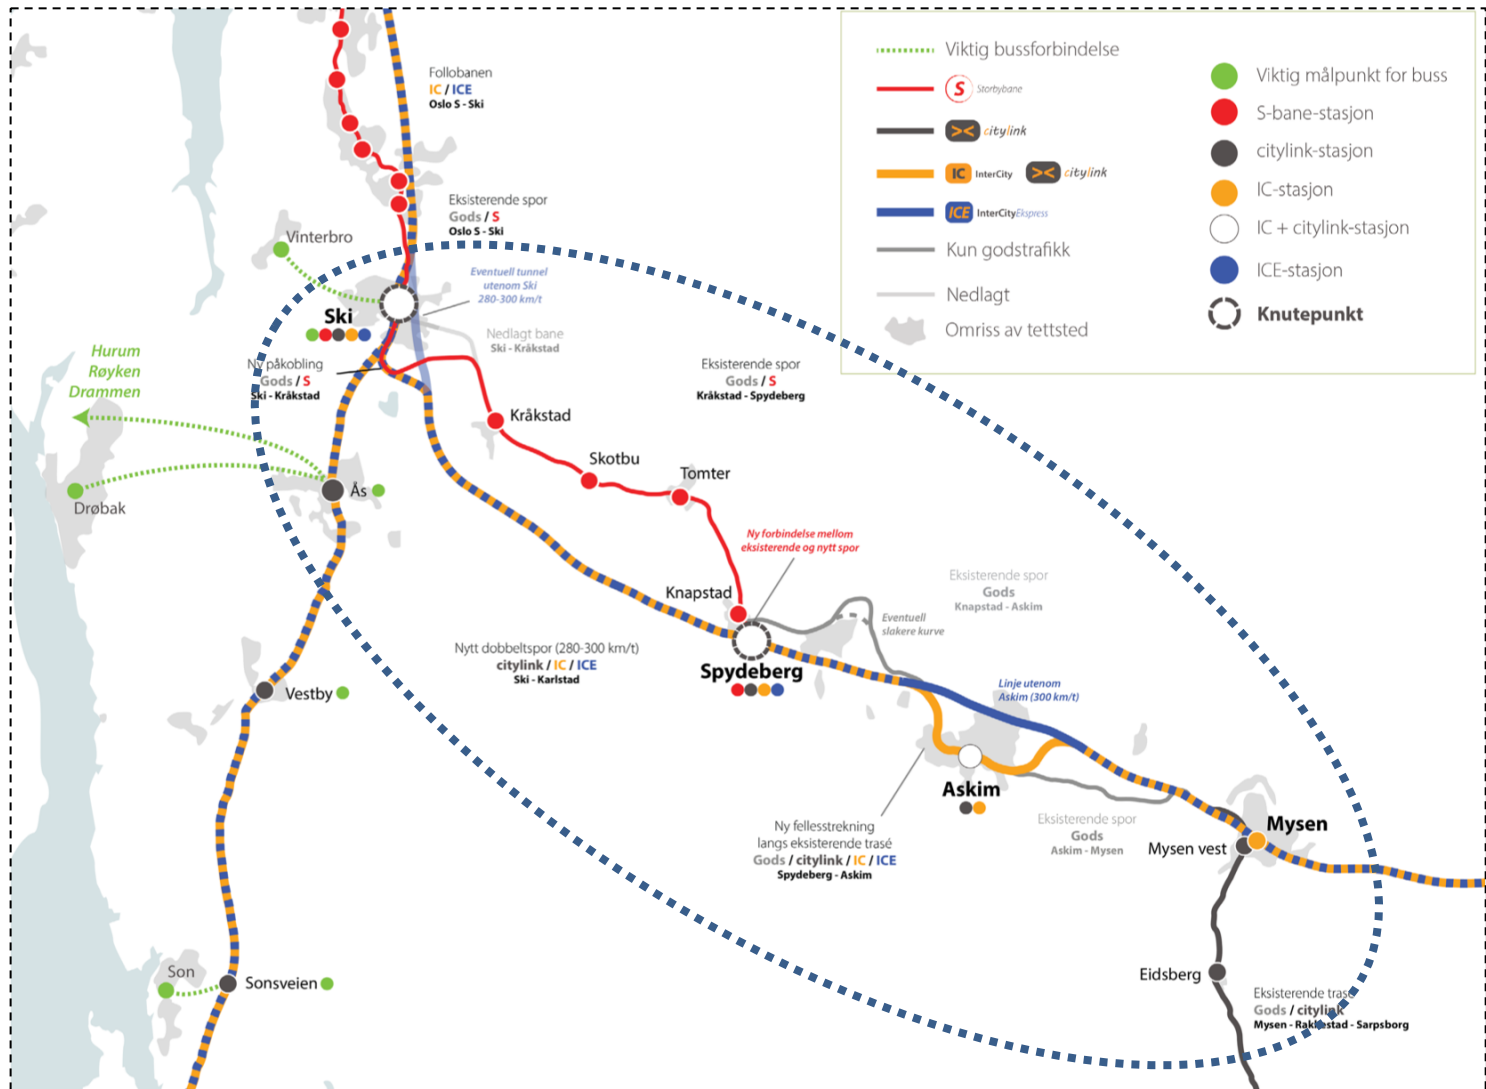 Follobanen
IC / ICE
Oslo S - Ski
Eksisterende spor
Gods / S
Oslo S - Ski
Vinterbro
Eventuell tunnel
utenom Ski
280-300 km/t
Ski
Nedlagt bane
Ski - Kråkstad
Hurum
Røyken
Drammen
Ny påkobling
Gods / S
Ski - Kråkstad
Eksisterende spor
Gods / S
Kråkstad - Spydeberg
Kråkstad
Skotbu
Tomter
Ås
Drøbak
Ny forbindelse mellom
eksisterende og nytt spor
Knapstad
Eksisterende spor
Gods
Knapstad - Askim
Eventuell
slakere kurve
Nytt dobbeltspor (280-300 km/t)
citylink / IC / ICE
Ski - Karlstad
Spydeberg
Vestby
Linje utenom
Askim (300 km/t)
Askim
Ny fellesstrekning
langs eksisterende trasé
Gods / citylink / IC / ICE
Spydeberg - Askim
Eksisterende spor
Gods
Askim - Mysen
Mysen
Mysen vest
Son
Sonsveien
Eidsberg
Eksisterende trasé
Gods / citylink
Mysen - Rakkestad - Sarpsborg
Viktig bussforbindelse
S Storbybane
citylink
IC InterCity citylink
ICE InterCityEkspress
Kun godstrafikk
Nedlagt
Omriss av tettsted
Viktig målpunkt for buss
S-bane-stasjon
citylink-stasjon
IC-stasjon
IC + citylink-stasjon
ICE-stasjon
Knutepunkt